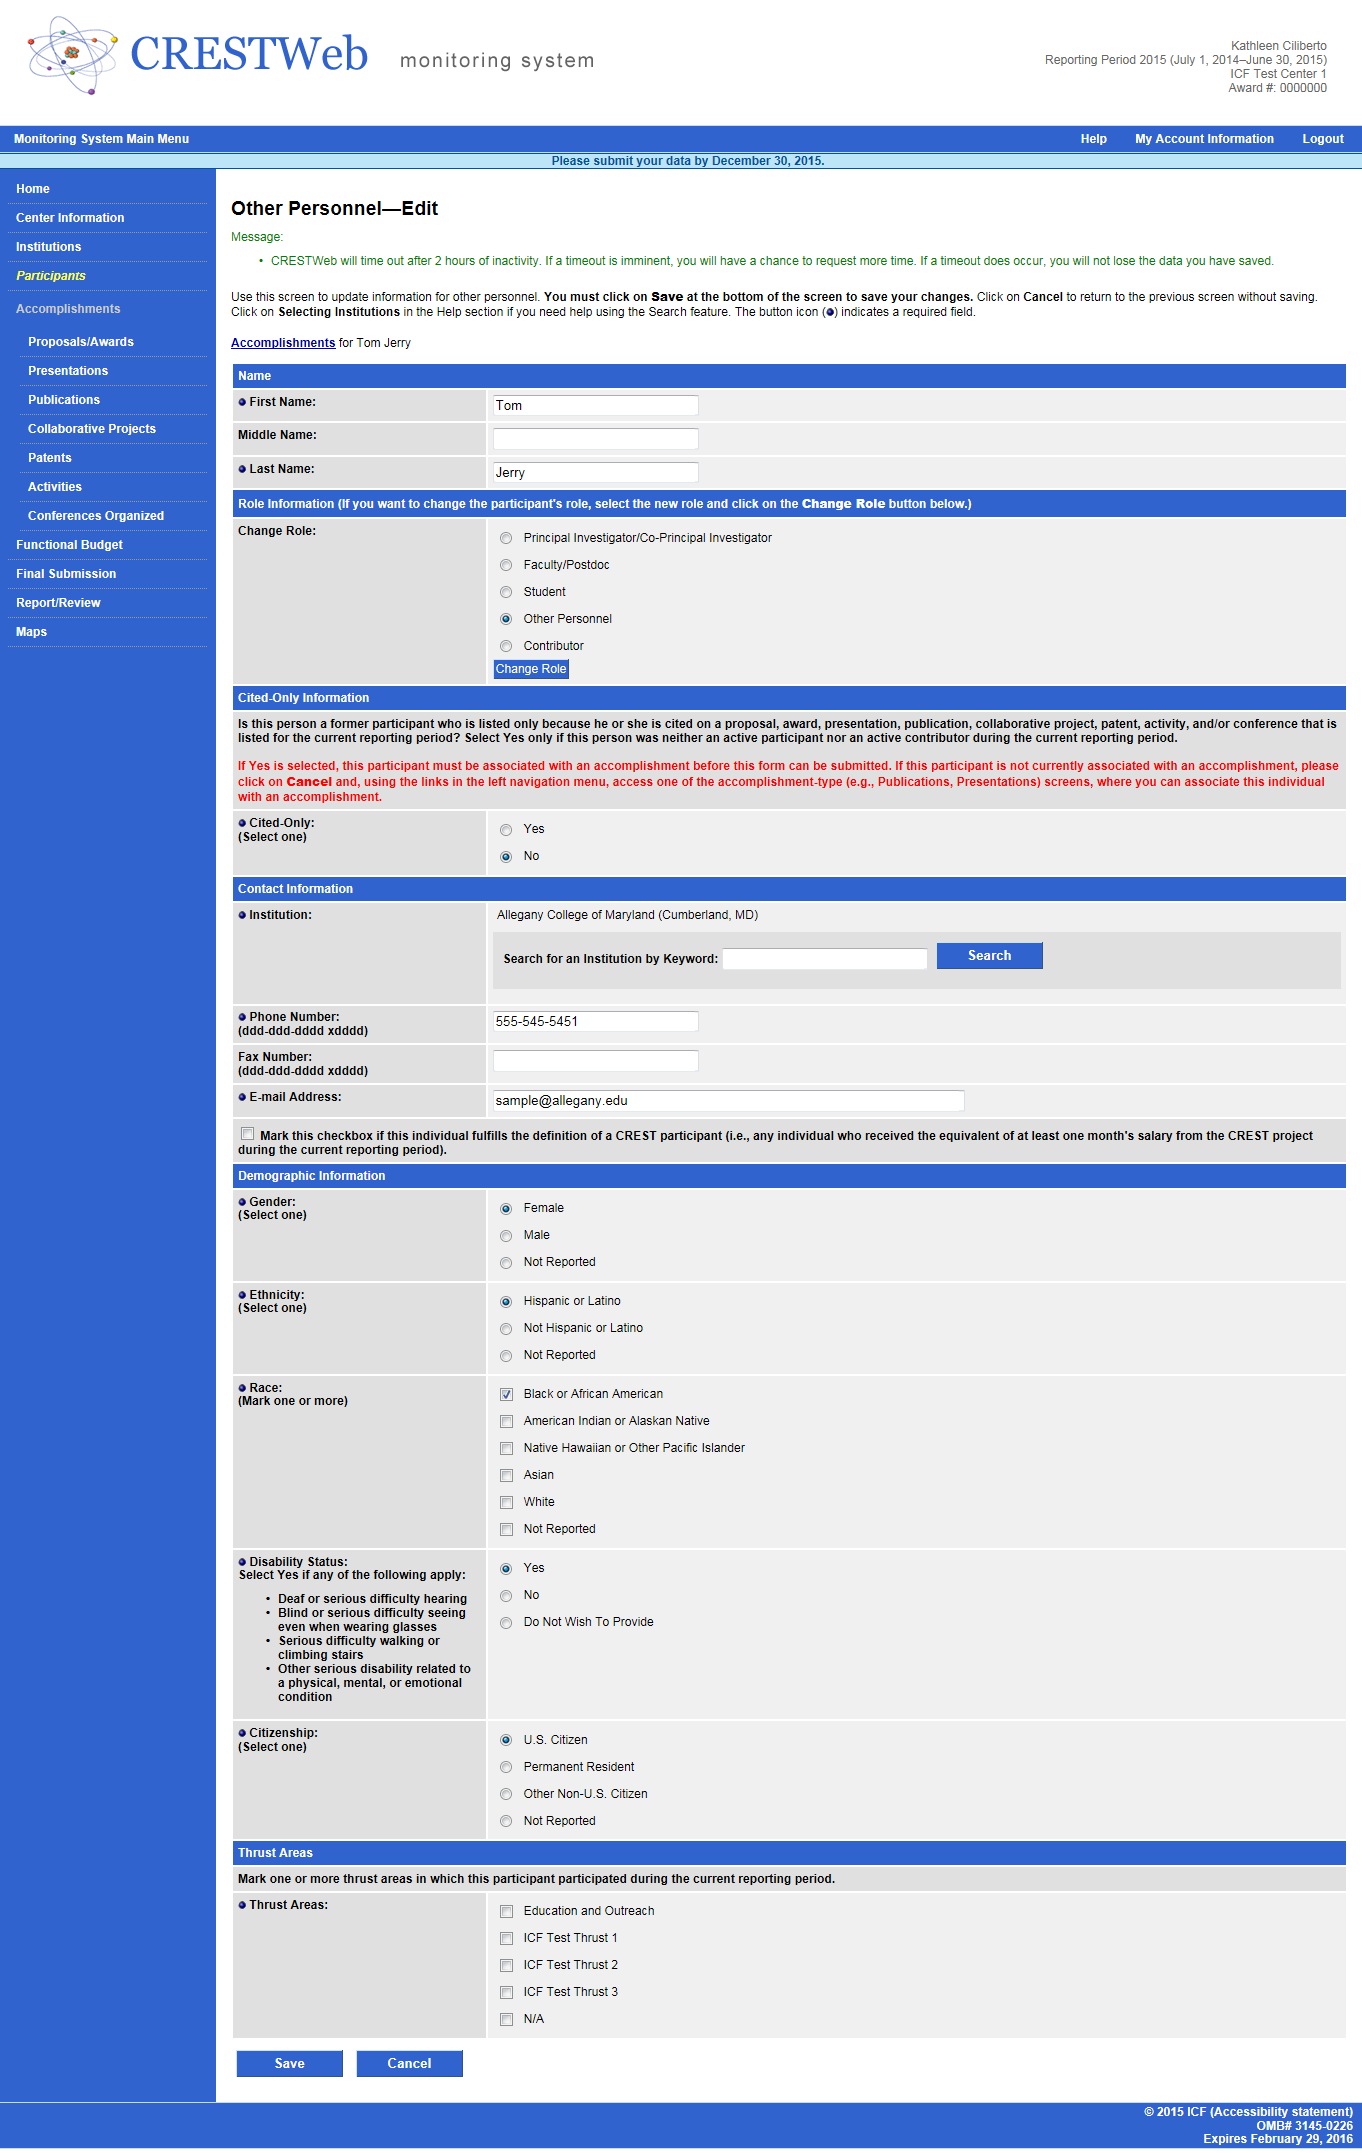 CRESTWeb monitoring system
Kathleen Ciliberto
Reporting Period 2015 (July 1, 2014–June 30, 2015)
ICF Test Center 1
Award #: 0000000
Monitoring System Main Menu
Help My Account Information Logout
Please submit your data by December 30, 2015.
Home
Center Information
Institutions
Participants
Accomplishments
Proposals/Awards
Presentations
Publications
Collaborative Projects
Patents
Activities
Conferences Organized
Functional Budget
Final Submission
Report/Review
Maps
Other Personnel—Edit
Message:
• CRESTWeb will time out after 2 hours of inactivity. If a timeout is imminent, you will have a chance to request more time. If a timeout does occur, you will not lose the data you have saved.
Use this screen to update information for other personnel. You must click on Save at the bottom of the screen to save your changes. Click on Cancel to return to the previous screen without saving.
Click on Selecting Institutions in the Help section if you need help using the Search feature. The button icon () indicates a required field.
Accomplishments for Tom Jerry
Name
First Name: Tom
Middle Name:
Last Name: Jerry
Role Information (If you want to change the participant's role, select the new role and click on the Change Role button below.)
Change Role:
Principal Investigator/Co-Principal Investigator
Faculty/Postdoc
Student
Other Personnel
Contributor
Change Role
Cited-Only Information
Is this person a former participant who is listed only because he or she is cited on a proposal, award, presentation, publication, collaborative project, patent, activity, and/or conference that is
listed for the current reporting period? Select Yes only if this person was neither an active participant nor an active contributor during the current reporting period.
If Yes is selected, this participant must be associated with an accomplishment before this form can be submitted. If this participant is not currently associated with an accomplishment, please
click on Cancel and, using the links in the left navigation menu, access one of the accomplishment-type (e.g., Publications, Presentations) screens, where you can associate this individual
with an accomplishment.
Cited-Only:
(Select one)
Yes
No
Contact Information
Institution:
Allegany College of Maryland (Cumberland, MD)
Search for an Institution by Keyword: Search
Phone Number:
(ddd-ddd-dddd xdddd)
555-545-5451
Fax Number:
(ddd-ddd-dddd xdddd)
E-mail Address: sample@allegany.edu
Mark this checkbox if this individual fulfills the definition of a CREST participant (i.e., any individual who received the equivalent of at least one month's salary from the CREST project
during the current reporting period).
Demographic Information
Gender:
(Select one)
Female
Male
Not Reported
Ethnicity:
(Select one)
Hispanic or Latino
Not Hispanic or Latino
Not Reported
Race:
(Mark one or more)
Black or African American
American Indian or Alaskan Native
Native Hawaiian or Other Pacific Islander
Asian
White
Not Reported
Disability Status:
Select Yes if any of the following apply:
• Deaf or serious difficulty hearing
• Blind or serious difficulty seeing
even when wearing glasses
• Serious difficulty walking or
climbing stairs
• Other serious disability related to
a physical, mental, or emotional
condition
Yes
No
Do Not Wish To Provide
Citizenship:
(Select one)
U.S. Citizen
Permanent Resident
Other Non-U.S. Citizen
Not Reported
Thrust Areas
Mark one or more thrust areas in which this participant participated during the current reporting period.
Thrust Areas:
Education and Outreach
ICF Test Thrust 1
ICF Test Thrust 2
ICF Test Thrust 3
N/A
Save Cancel
© 2015 ICF (Accessibility statement)
OMB# 3145-0226
Expires February 29, 2016